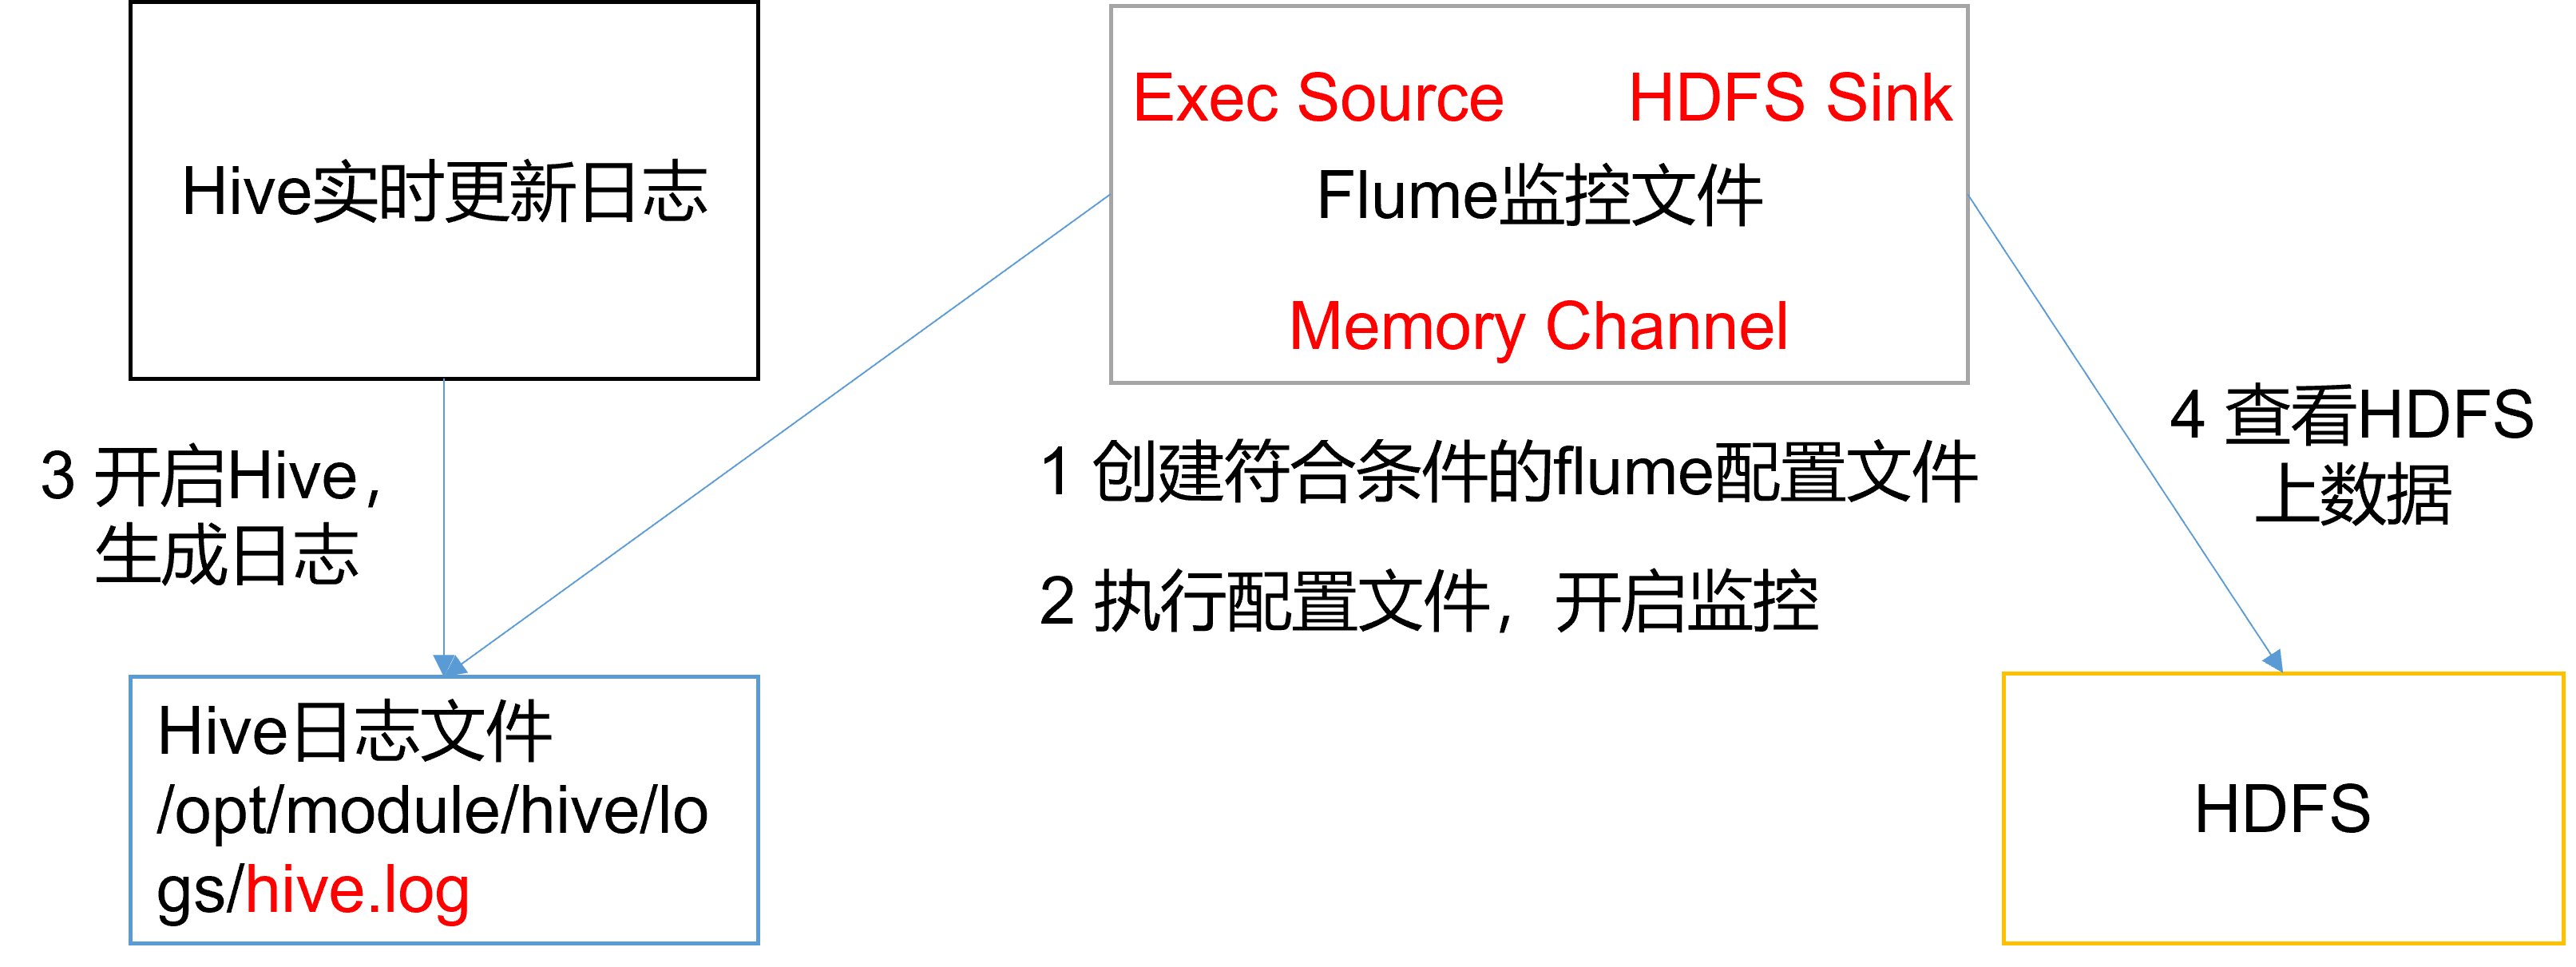 Hive实时更新日志
Exec Source
HDFS Sink
Flume监控文件
Memory Channel
3 开启Hive，
生成日志
1 创建符合条件的flume配置文件
2 执行配置文件，开启监控
4 查看HDFS
上数据
Hive日志文件
/opt/module/hive/lo
gs/hive.log
HDFS